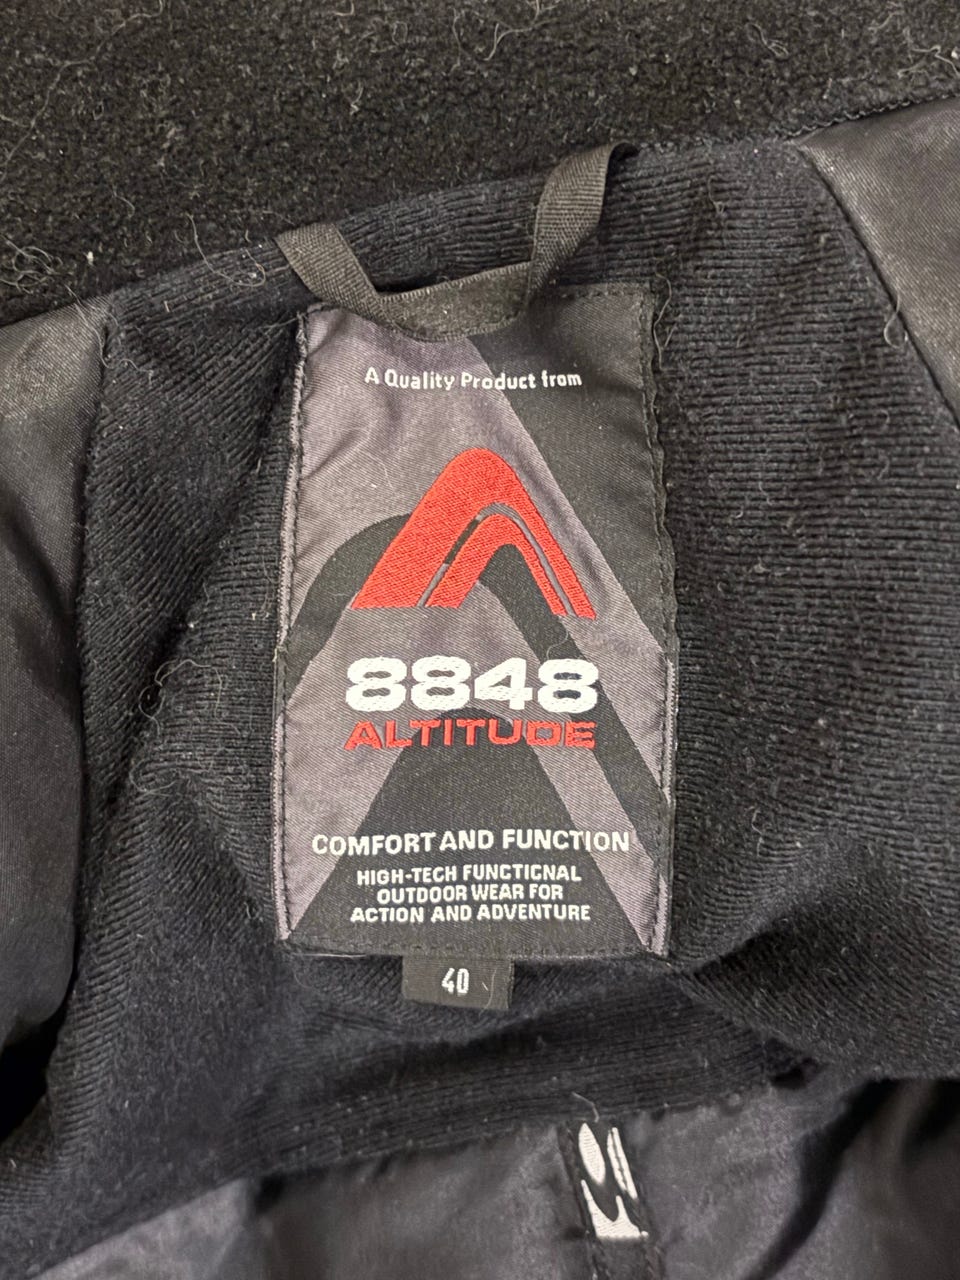 A Quality Product from
8848
ALTITUDE
COMFORT AND FUNCTION
HIGH-TECH FUNCTIONAL
OUTDOOR WEAR FOR
ACTION AND ADVENTURE
40